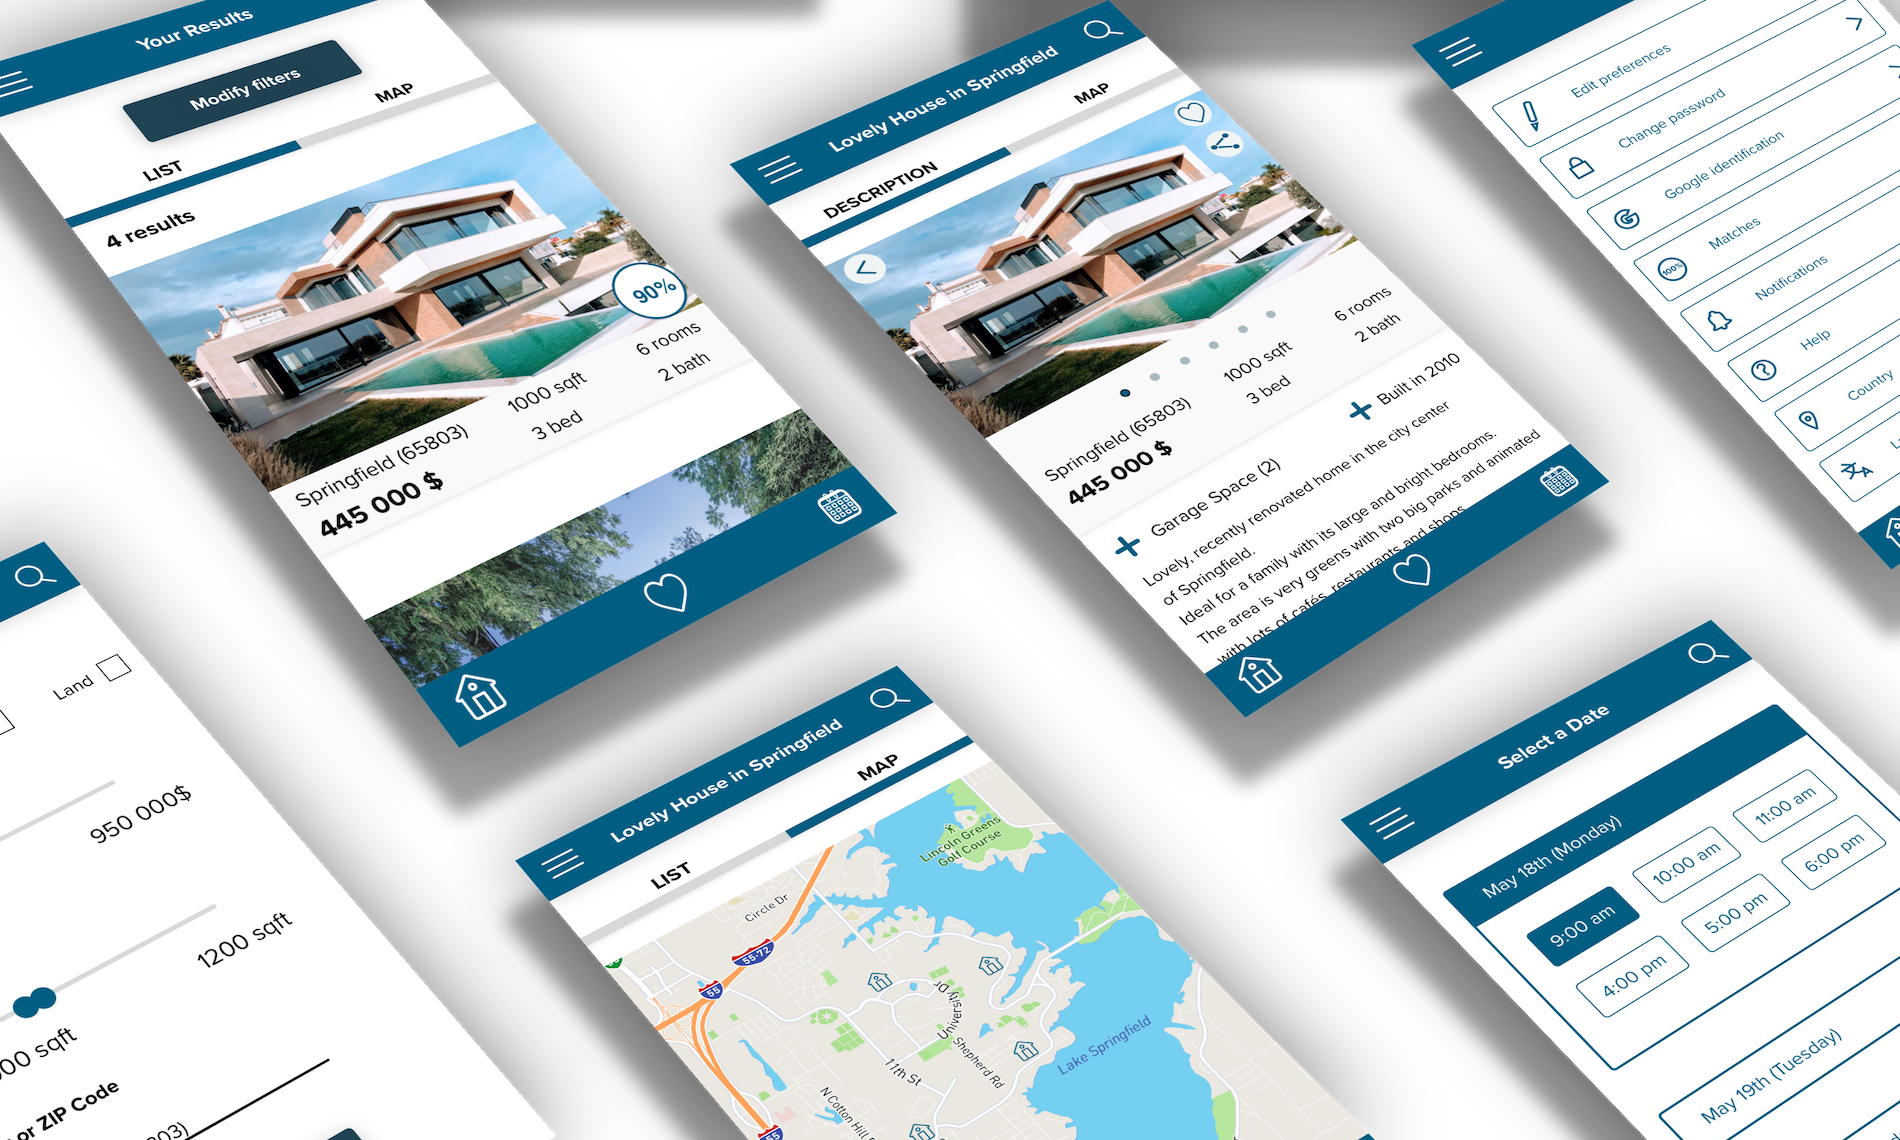 Your Results
Modify filters
LIST
MAP
4 results
90%
Springfield (65803)
1000 sqft
6 rooms
445 000 $
3 bed
2 bath
Lovely House in Springfield
DESCRIPTION
MAP
Springfield (65803)
1000 sqft
6 rooms
445 000 $
3 bed
2 bath
Garage Space (2)
Built in 2010
Lovely, recently renovated home in the city center
of Springfield.
Ideal for a family with its large and bright bedrooms.
The area is very greens with two big parks and animated
with lots of cafés, restaurants and shops.
Edit preferences
Change password
Google identification
Matches
100%
Notifications
Help
Country
Land
950 000$
1200 sqft
00 sqft
or ZIP Code
803)
Lovely House in Springfield
LIST
MAP
Lincoln Greens
Golf Course
Circle Dr
55-72
55
University Dr
Shepherd Rd
11th St
N Cotton Hill
Lake Springfield
55
Select a Date
May 18th (Monday)
9:00 am
10:00 am
11:00 am
4:00 pm
5:00 pm
6:00 pm
May 19th (Tuesday)